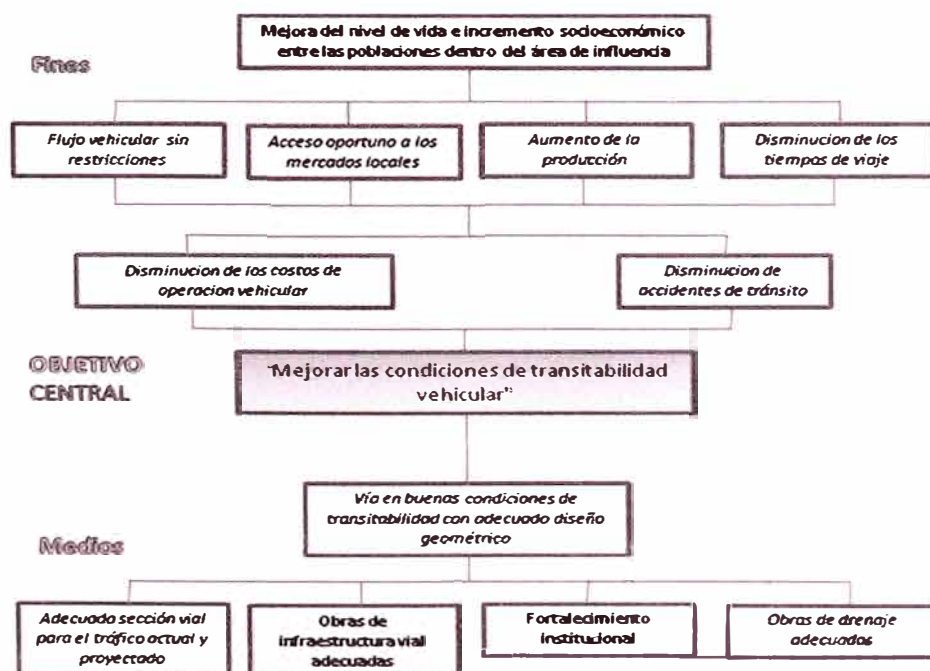 Mejora del nivel de vida e incremento socioeconómico
entre las poblaciones dentro del área de influencia
Fines
Flujo vehicular sin
restricciones
Acceso oportuno a los
mercados locales
Aumento de la
producción
Disminucion de los
tiempos de viaje
Disminucion de los costos de
operacion vehicular
Disminucion de
accidentes de tránsito
OBJETIVO
CENTRAL
"Mejorar las condiciones de transitabilidad
vehicular"
Vía en buenas condiciones de
transitabilidad con adecuado diseño
geométrico
Medios
Adecuada sección vial
para el tráfico actual y
proyectado
Obras de
infraestructura vial
adecuadas
Fortalecimiento
institucional
Obras de drenaje
adecuadas